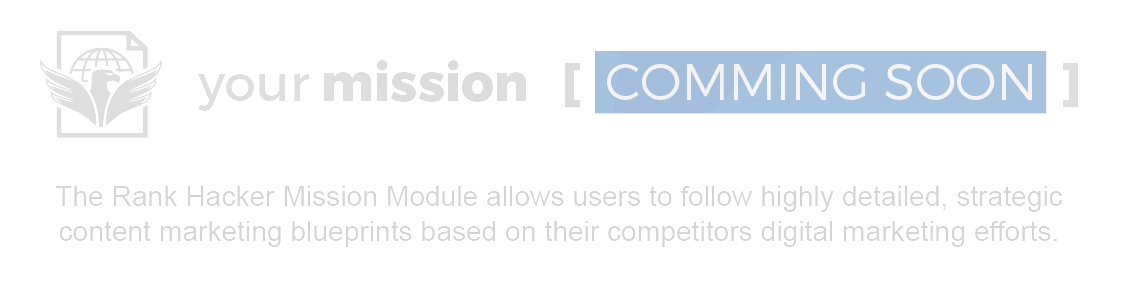 your mission [ COMMING SOON ]
The Rank Hacker Mission Module allows users to follow highly detailed, strategic
content marketing blueprints based on their competitors digital marketing efforts.